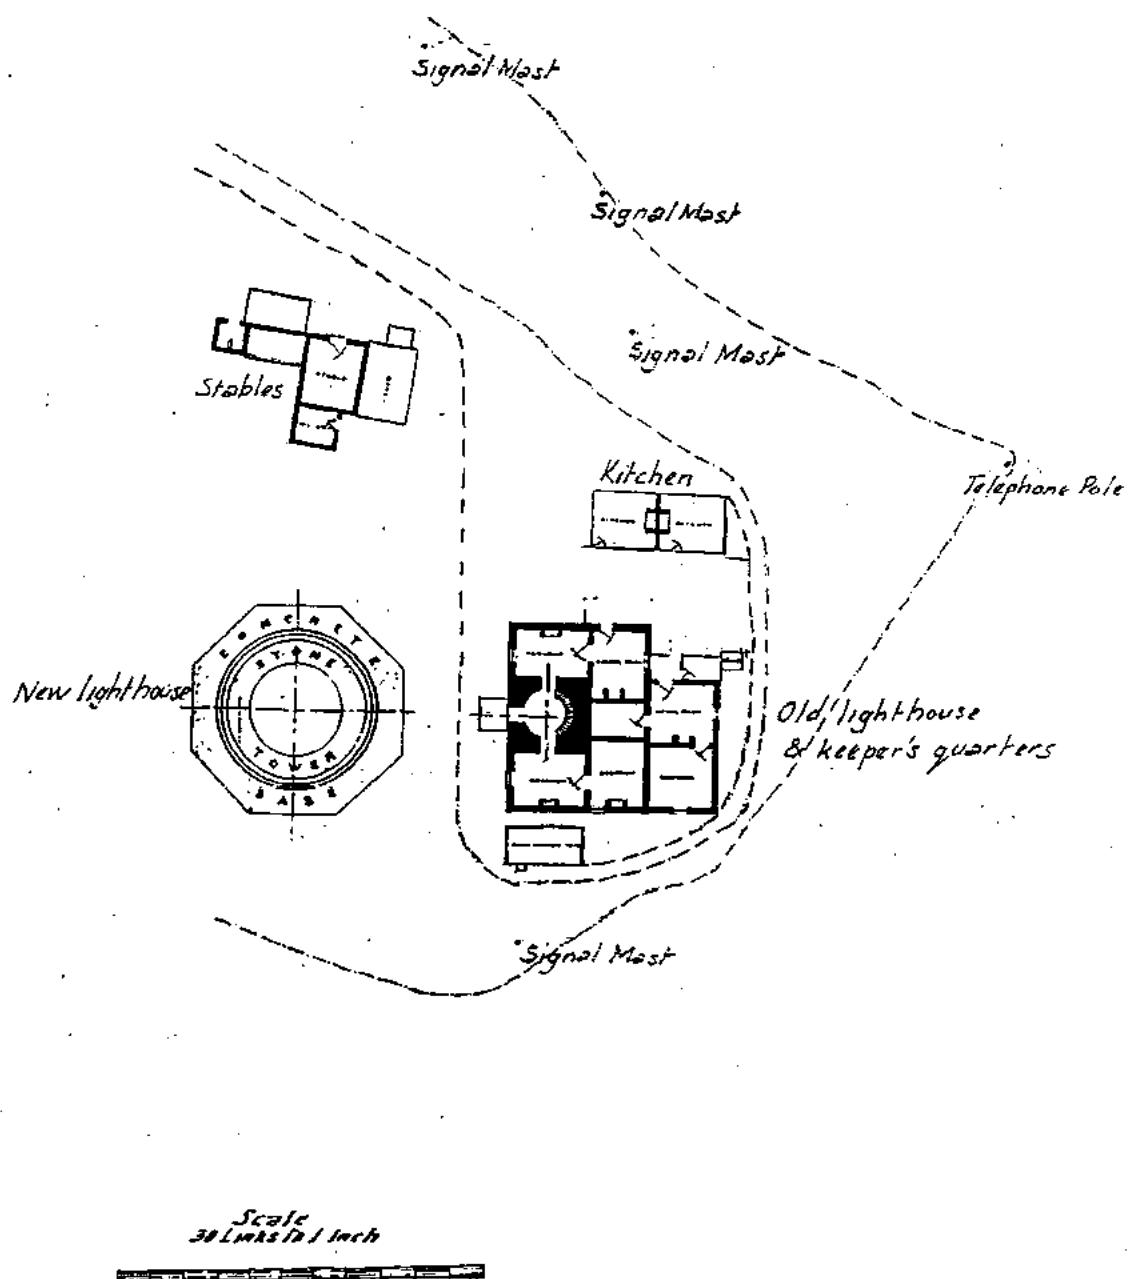 Signal Mast
Signal Mast
Signal Mast
Stables
STABLE
Kitchen
Telephone Pole
CONCRETE
STONE
New lighthouse
TOWER
BASE
Old lighthouse
& keeper's quarters
Signal Mast
Scale
30 Links to 1 Inch